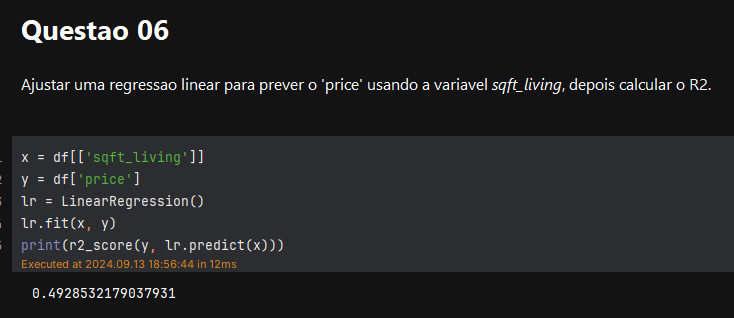 Questao 06
Ajustar uma regressao linear para prever o 'price' usando a variavel sqft_living, depois calcular o R2.
x = df[['sqft_living']]
y = df['price']
lr = LinearRegression()
lr.fit(x, y)
print(r2_score(y, lr.predict(x)))
Executed at 2024.09.13 18:56:44 in 12ms
0.4928532179037931